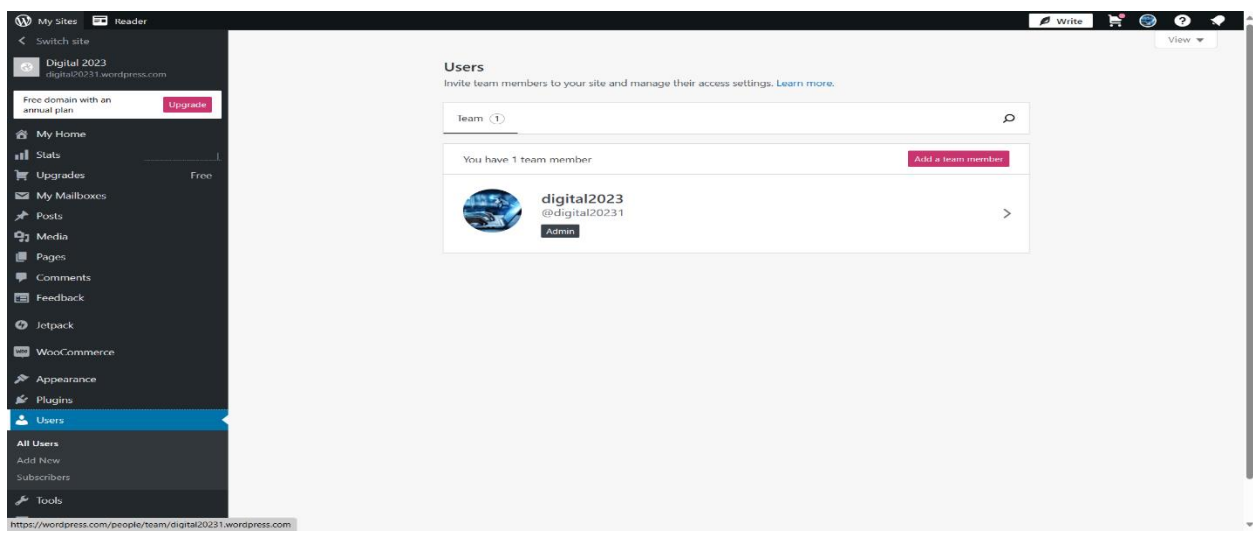 My Sites Reader Write
Switch site View
Digital 2023
digital20231.wordpress.com
Users
Invite team members to your site and manage their access settings. Learn more.
Free domain with an
annual plan
Upgrade
Team 1
My Home
Stats
Upgrades Free
My Mailboxes
Posts
Media
Pages
Comments
Feedback
Jetpack
WooCommerce
Appearance
Plugins
Users
All Users
Add New
Subscribers
Tools
You have 1 team member Add a team member
digital2023
@digital20231
Admin
https://wordpress.com/people/team/digital20231.wordpress.com